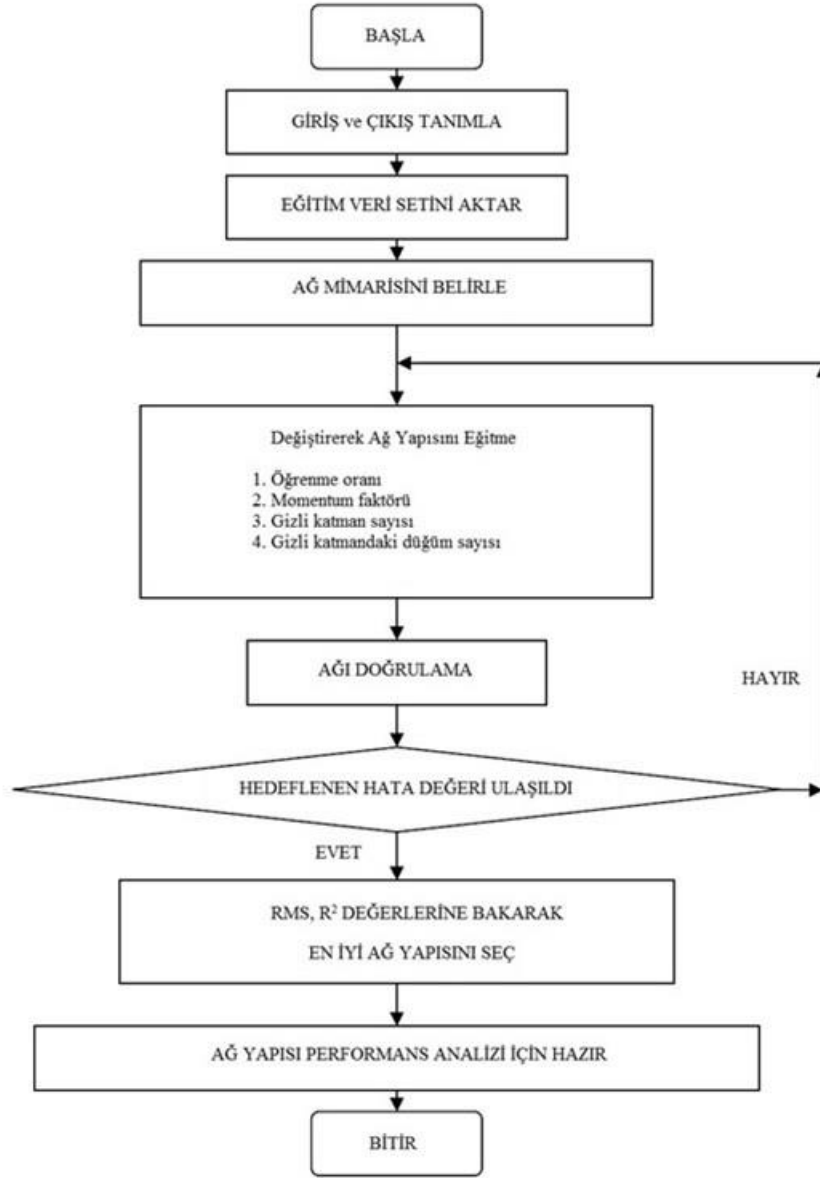 BAŞLA
GİRİŞ ve ÇIKIŞ TANIMLA
EĞİTİM VERİ SETİNİ AKTAR
AĞ MİMARİSİNİ BELİRLE
Değiştirerek Ağ Yapısını Eğitme
1. Öğrenme oranı
2. Momentum faktörü
3. Gizli katman sayısı
4. Gizli katmandaki düğüm sayısı
AĞI DOĞRULAMA
HAYIR
HEDEFLENEN HATA DEĞERİ ULAŞILDI
EVET
RMS, R² DEĞERLERİNE BAKARAK
EN İYİ AĞ YAPISINI SEÇ
AĞ YAPISI PERFORMANS ANALİZİ İÇİN HAZIR
BİTİR